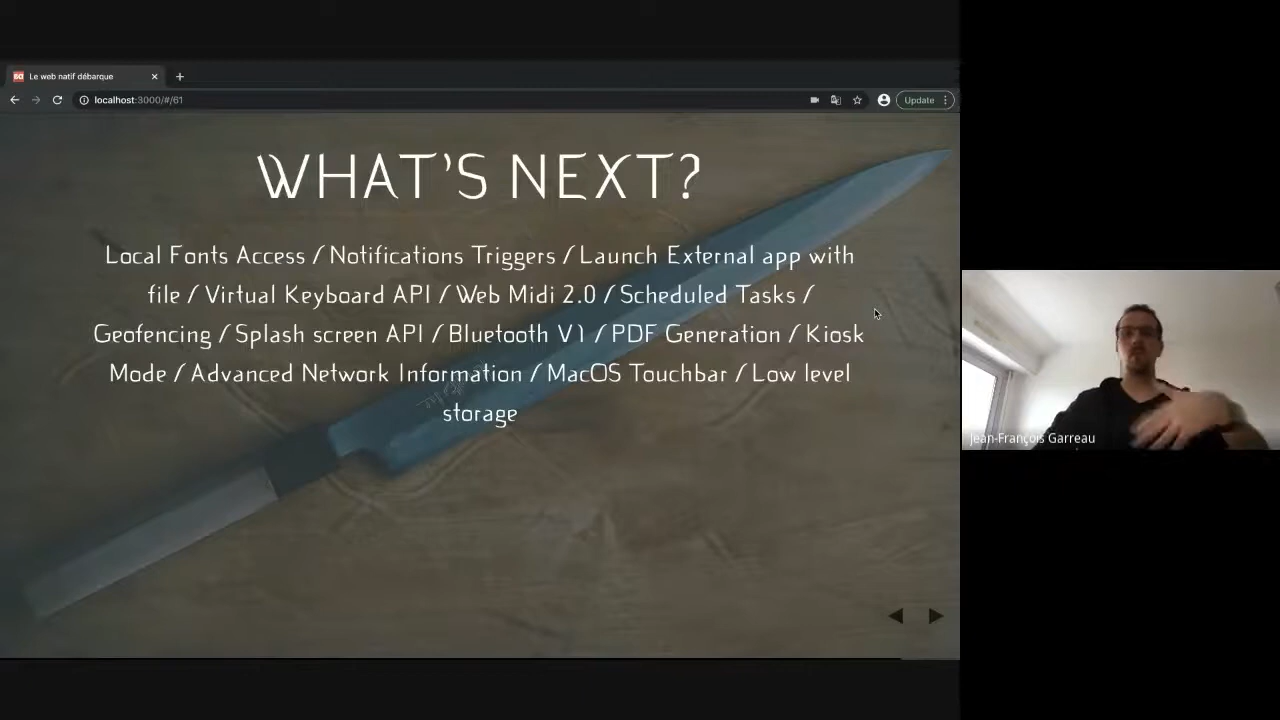 Le web natif débarque
localhost:3000/#/61
Update
WHAT'S NEXT?
Local Fonts Access / Notifications Triggers / Launch External app with
file / Virtual Keyboard API / Web Midi 2.0 / Scheduled Tasks /
Geofencing / Splash screen API / Bluetooth V1 / PDF Generation / Kiosk
Mode / Advanced Network Information / MacOS Touchbar / Low level
storage
Jean-François Garreau